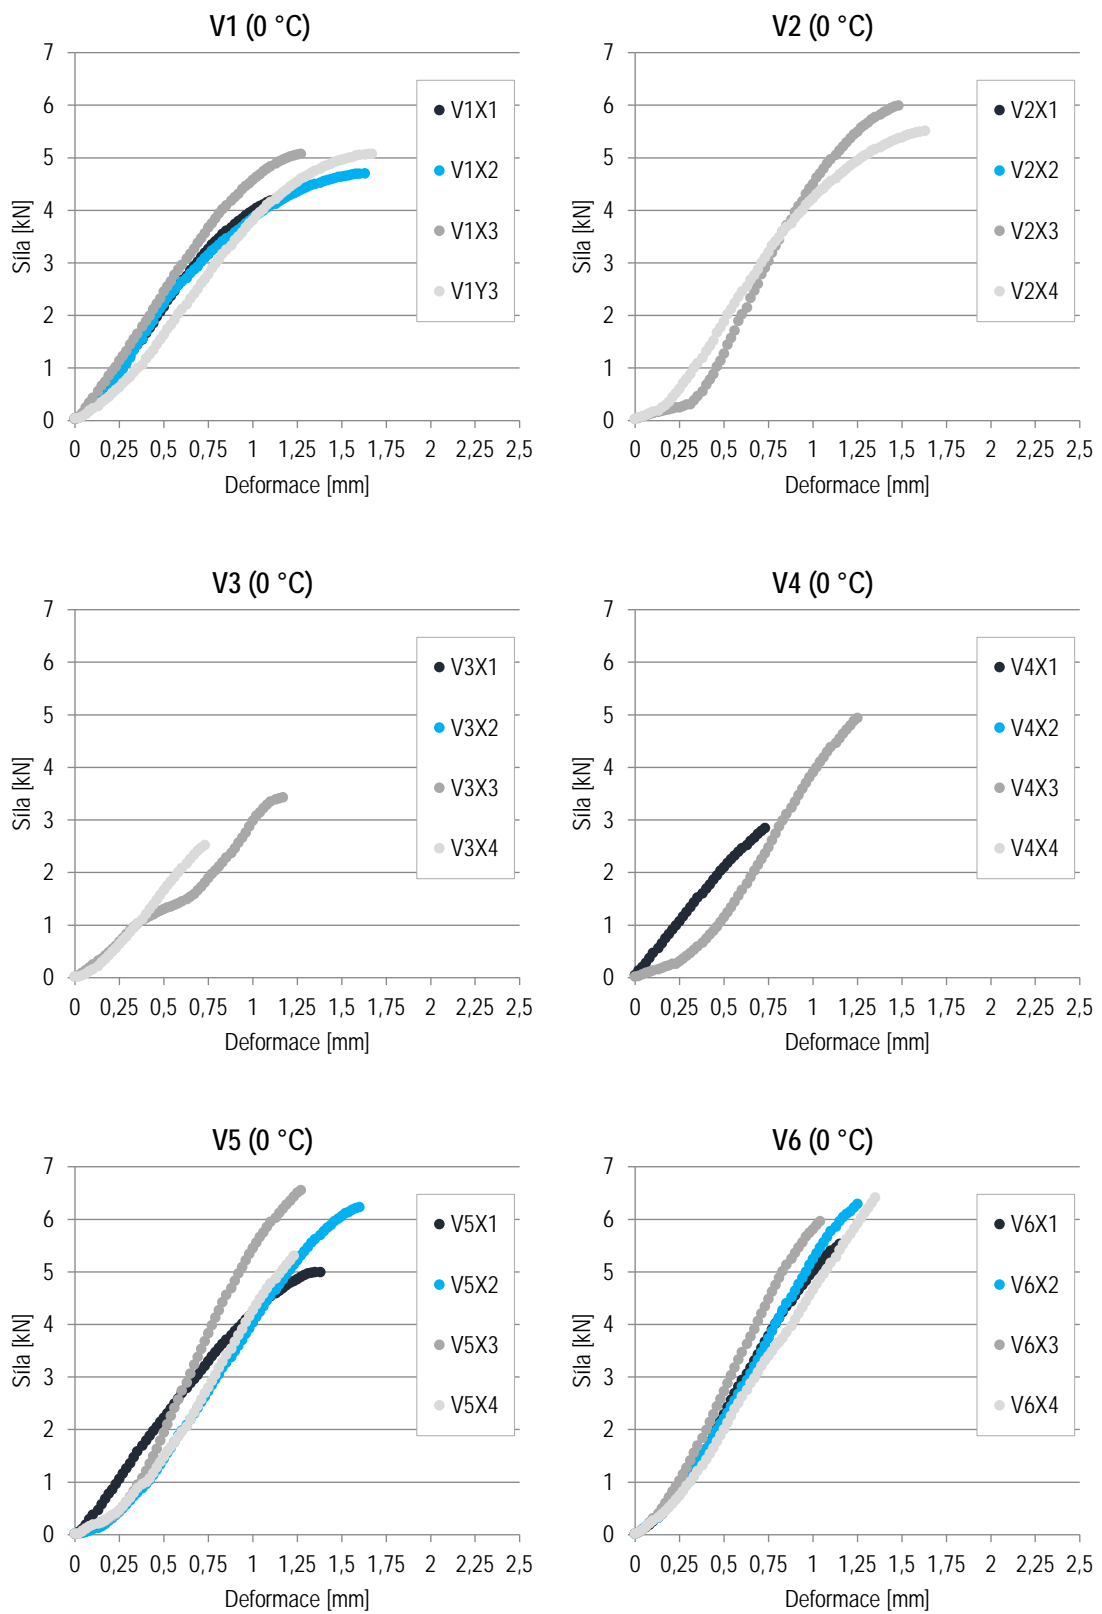 V1 (0 °C)
7
6
5
4
3
2
1
0
Síla [kN]
0 0,25 0,5 0,75 1 1,25 1,5 1,75 2 2,25 2,5
Deformace [mm]
V1X1
V1X2
V1X3
V1Y3
V2 (0 °C)
7
6
5
4
3
2
1
0
Síla [kN]
0 0,25 0,5 0,75 1 1,25 1,5 1,75 2 2,25 2,5
Deformace [mm]
V2X1
V2X2
V2X3
V2X4
V3 (0 °C)
7
6
5
4
3
2
1
0
Síla [kN]
0 0,25 0,5 0,75 1 1,25 1,5 1,75 2 2,25 2,5
Deformace [mm]
V3X1
V3X2
V3X3
V3X4
V4 (0 °C)
7
6
5
4
3
2
1
0
Síla [kN]
0 0,25 0,5 0,75 1 1,25 1,5 1,75 2 2,25 2,5
Deformace [mm]
V4X1
V4X2
V4X3
V4X4
V5 (0 °C)
7
6
5
4
3
2
1
0
Síla [kN]
0 0,25 0,5 0,75 1 1,25 1,5 1,75 2 2,25 2,5
Deformace [mm]
V5X1
V5X2
V5X3
V5X4
V6 (0 °C)
7
6
5
4
3
2
1
0
Síla [kN]
0 0,25 0,5 0,75 1 1,25 1,5 1,75 2 2,25 2,5
Deformace [mm]
V6X1
V6X2
V6X3
V6X4